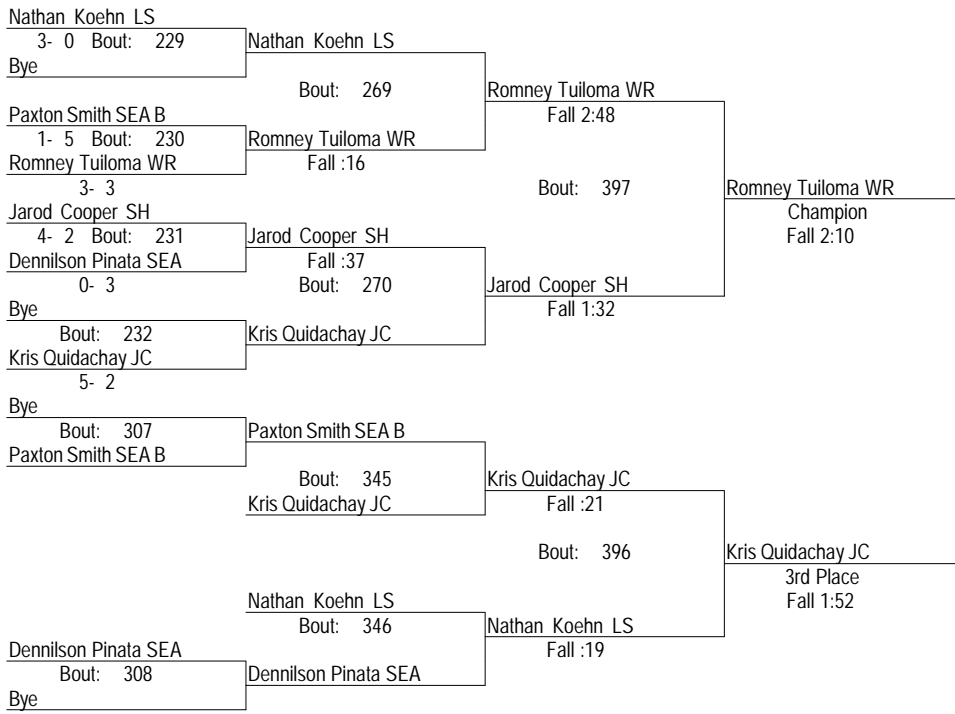 Nathan Koehn LS
3- 0 Bout: 229
Bye
Paxton Smith SEA B
1- 5 Bout: 230
Romney Tuiloma WR
3- 3
Jarod Cooper SH
4- 2 Bout: 231
Dennilson Pinata SEA
0- 3
Bye
Bout: 232
Kris Quidachay JC
5- 2
Bye
Bout: 307
Paxton Smith SEA B
Dennilson Pinata SEA
Bout: 308
Bye
Nathan Koehn LS
Bout: 269
Romney Tuiloma WR
Fall :16
Jarod Cooper SH
Fall :37
Bout: 270
Kris Quidachay JC
Paxton Smith SEA B
Bout: 345
Kris Quidachay JC
Nathan Koehn LS
Bout: 346
Dennilson Pinata SEA
Romney Tuiloma WR
Fall 2:48
Bout: 397
Jarod Cooper SH
Fall 1:32
Kris Quidachay JC
Fall :21
Bout: 396
Nathan Koehn LS
Fall :19
Romney Tuiloma WR
Champion
Fall 2:10
Kris Quidachay JC
3rd Place
Fall 1:52